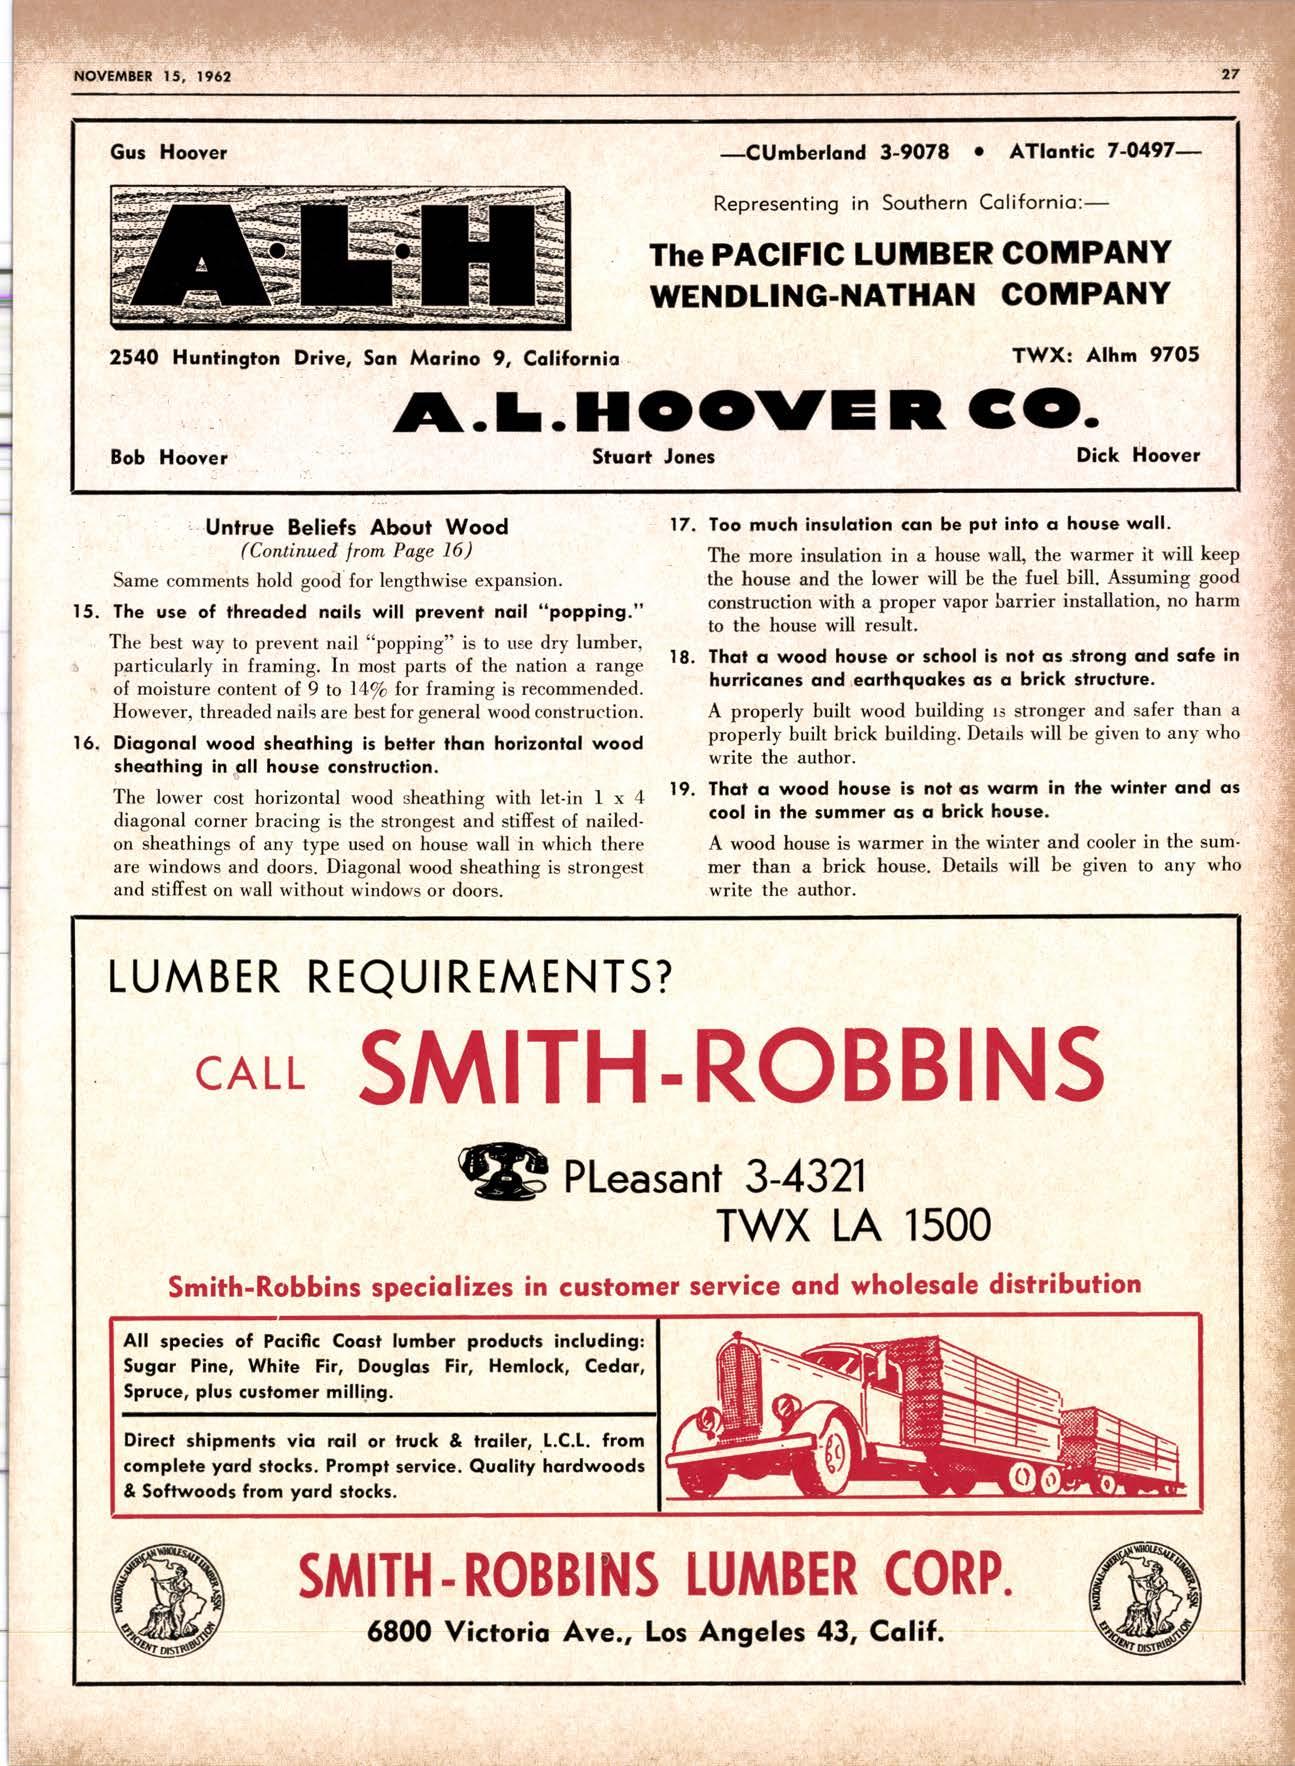 NOVEMBER 15, 1962 27
Gus Hoover —CUmberland 3-9078 • ATlantic 7-0497—
A·L·H
Representing in Southern California:—
The PACIFIC LUMBER COMPANY
WENDLING-NATHAN COMPANY
2540 Huntington Drive, San Marino 9, California TWX: Alhm 9705
A.L.HOOVER CO.
Bob Hoover Stuart Jones Dick Hoover
Untrue Beliefs About Wood
(Continued from Page 16)
Same comments hold good for lengthwise expansion.
15. The use of threaded nails will prevent nail “popping.”
The best way to prevent nail “popping” is to use dry lumber,
particularly in framing. In most parts of the nation a range
of moisture content of 9 to 14% for framing is recommended.
However, threaded nails are best for general wood construction.
16. Diagonal wood sheathing is better than horizontal wood
sheathing in all house construction.
The lower cost horizontal wood sheathing with let-in 1 x 4
diagonal corner bracing is the strongest and stiffest of nailed-
on sheathings of any type used on house wall in which there
are windows and doors. Diagonal wood sheathing is strongest
and stiffest on wall without windows or doors.
17. Too much insulation can be put into a house wall.
The more insulation in a house wall, the warmer it will keep
the house and the lower will be the fuel bill. Assuming good
construction with a proper vapor barrier installation, no harm
to the house will result.
18. That a wood house or school is not as strong and safe in
hurricanes and earthquakes as a brick structure.
A properly built wood building is stronger and safer than a
properly built brick building. Details will be given to any who
write the author.
19. That a wood house is not as warm in the winter and as
cool in the summer as a brick house.
A wood house is warmer in the winter and cooler in the sum-
mer than a brick house. Details will be given to any who
write the author.
LUMBER REQUIREMENTS?
CALL SMITH-ROBBINS
PLeasant 3-4321
TWX LA 1500
Smith-Robbins specializes in customer service and wholesale distribution
All species of Pacific Coast lumber products including:
Sugar Pine, White Fir, Douglas Fir, Hemlock, Cedar,
Spruce, plus customer milling.
Direct shipments via rail or truck & trailer, L.C.L. from
complete yard stocks. Prompt service. Quality hardwoods
& Softwoods from yard stocks.
NATIONAL-AMERICAN WHOLESALE LUMBER ASSN.
EFFICIENT DISTRIBUTION
SMITH-ROBBINS LUMBER CORP.
6800 Victoria Ave., Los Angeles 43, Calif.
NATIONAL-AMERICAN WHOLESALE LUMBER ASSN.
EFFICIENT DISTRIBUTION